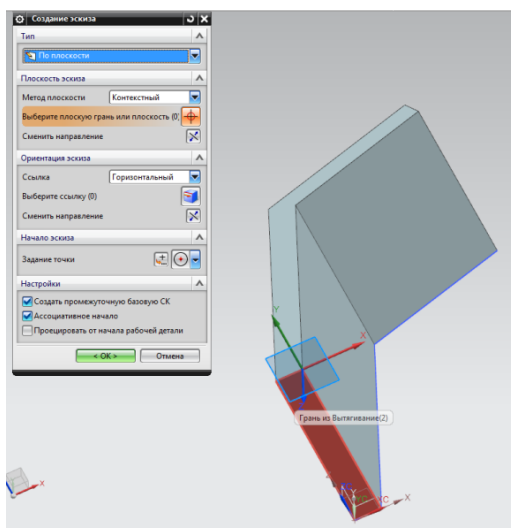 Создание эскиза
Тип
По плоскости
Плоскость эскиза
Метод плоскости Контекстный
Выберите плоскую грань или плоскость (0)
Сменить направление
Ориентация эскиза
Ссылка Горизонтальный
Выберите ссылку (0)
Сменить направление
Начало эскиза
Задание точки
Настройки
Создать промежуточную базовую СК
Ассоциативное начало
Проецировать от начала рабочей детали
< OK > Отмена
Y
X
Грань из Вытягивание(2)
XC
X
X